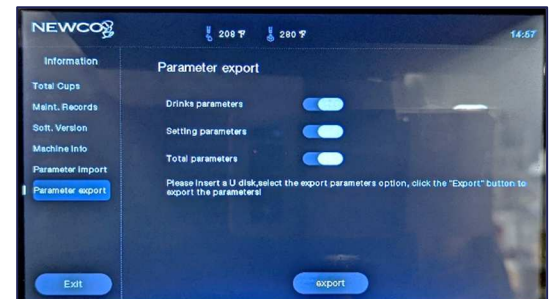 NEWCO
208 °F
280 °F
14:57
Information
Total Cups
Maint. Records
Soft. Version
Machine Info
Parameter Import
Parameter export
Exit
Parameter export
Drinks parameters
Setting parameters
Total parameters
Please Insert a U disk,select the export parameters option, click the "Export" button to
export the parameters!
export